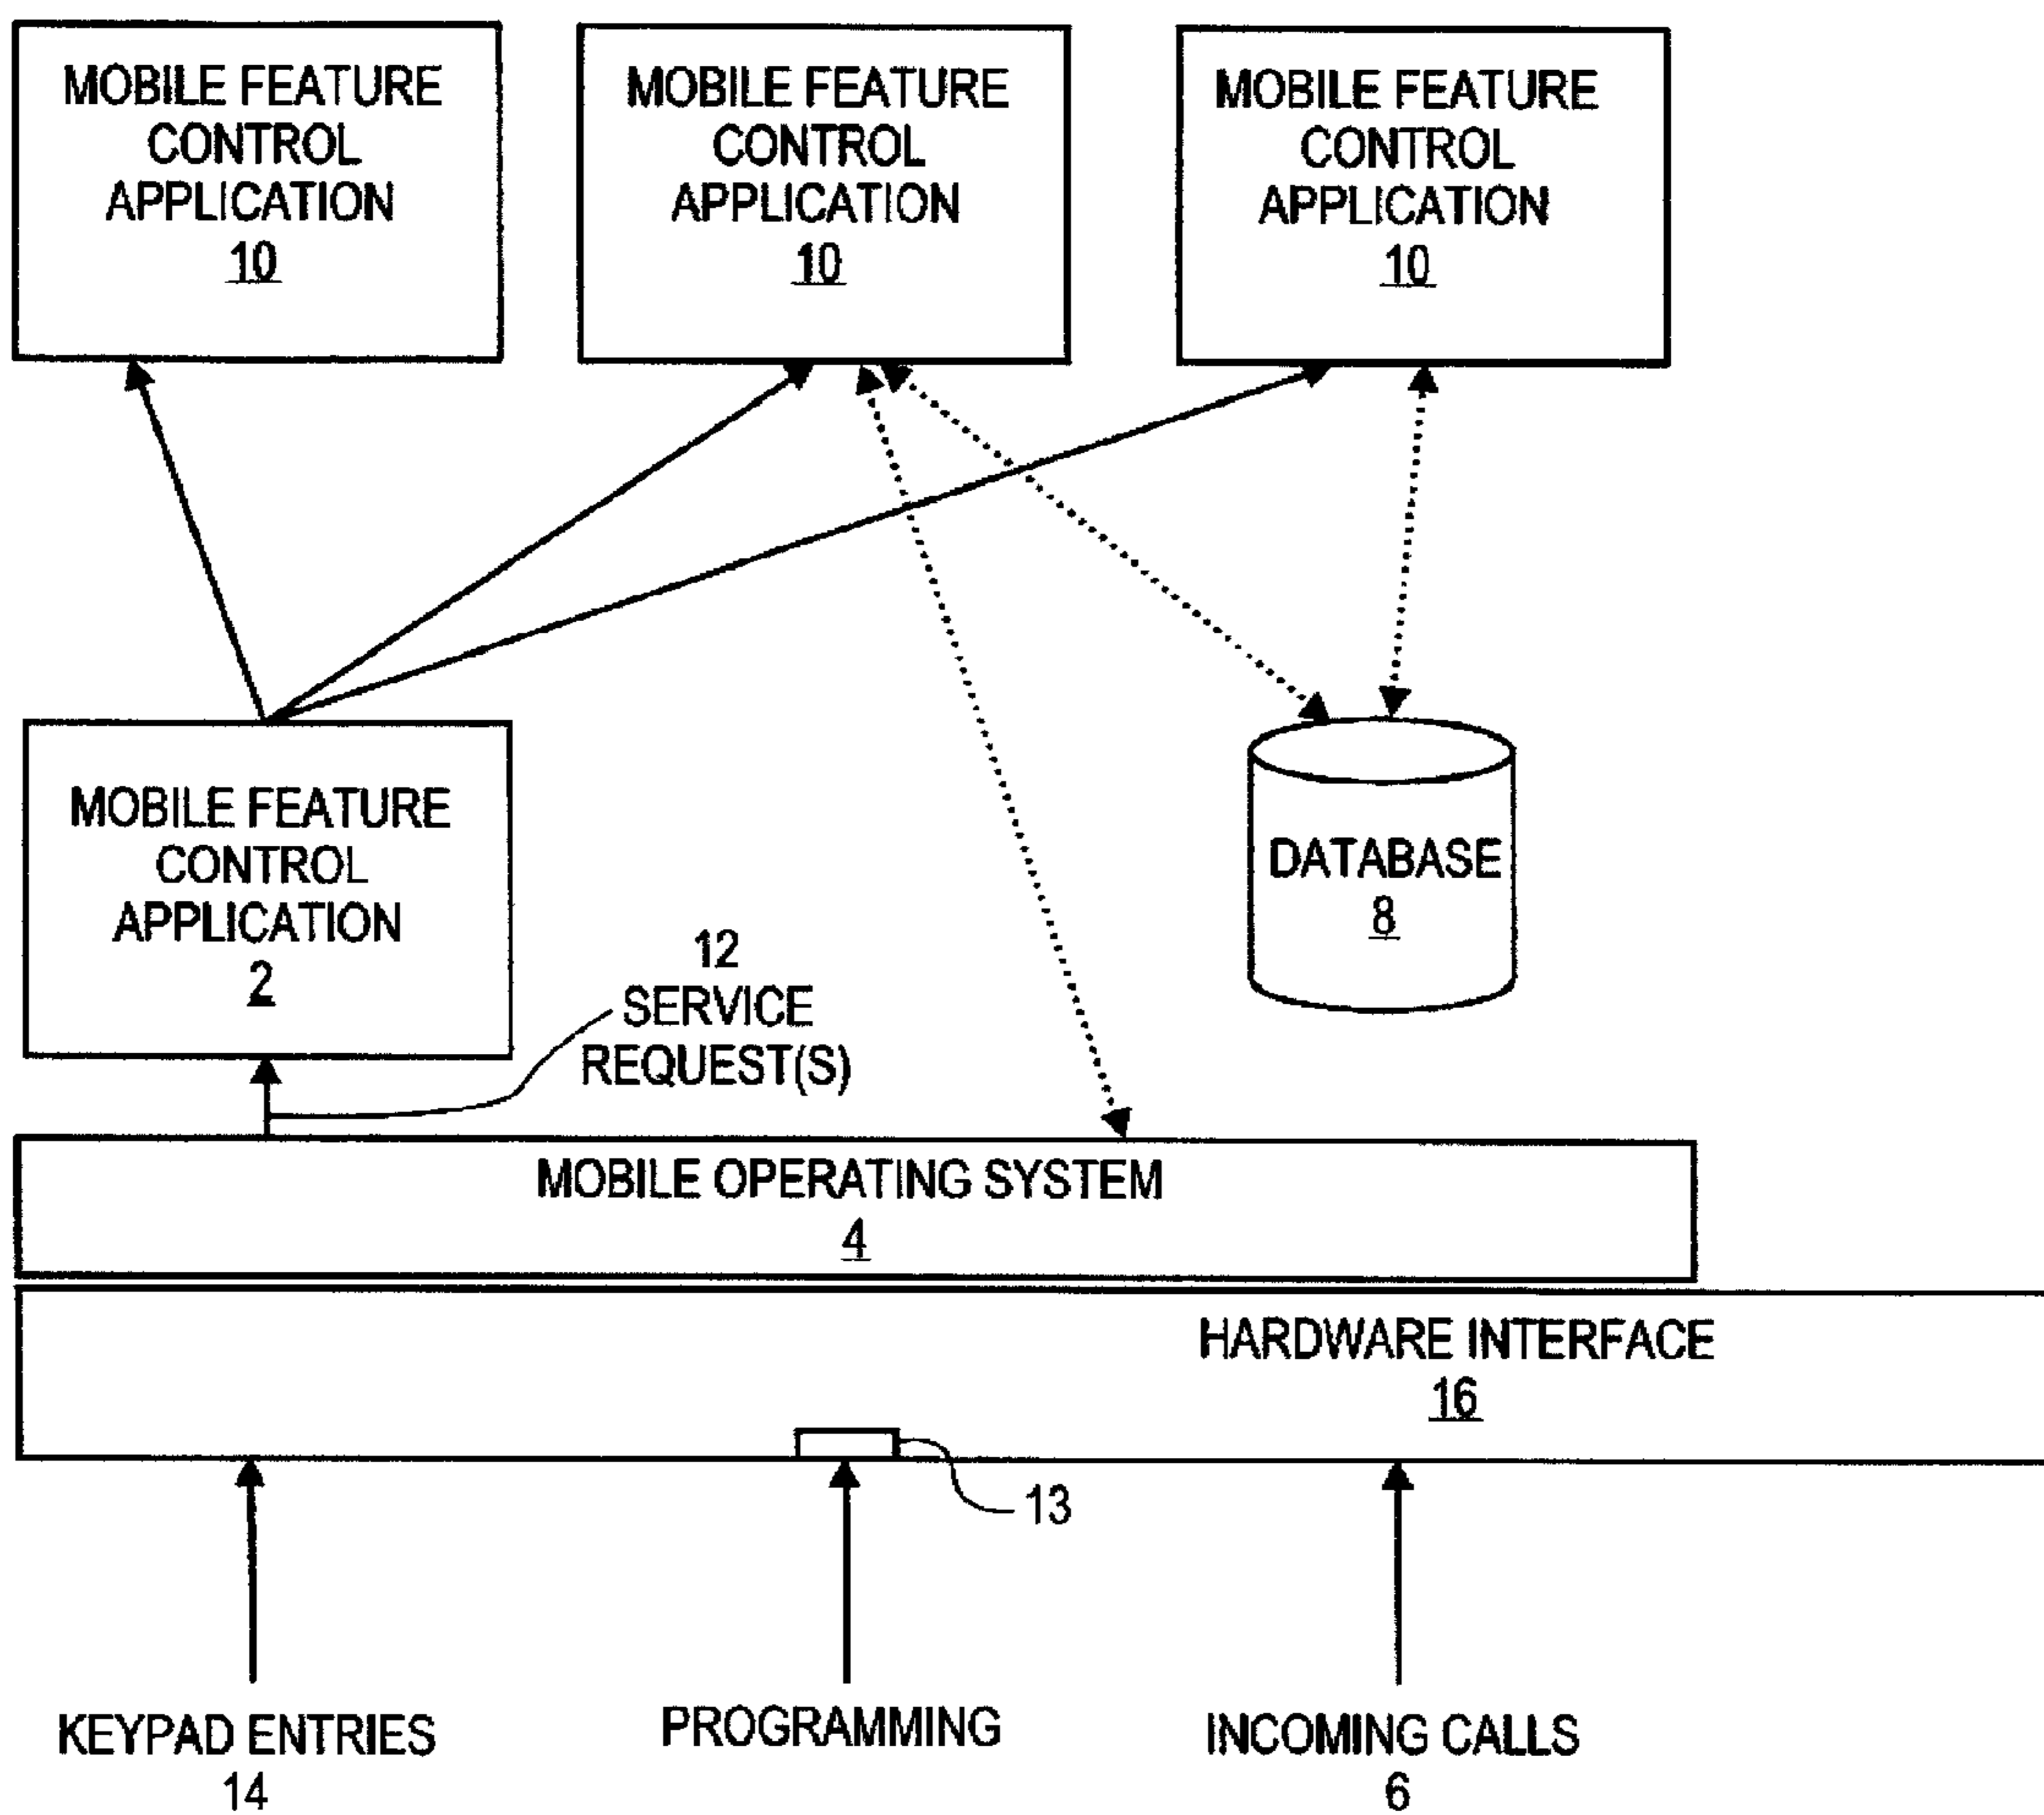 MOBILE FEATURE
CONTROL
APPLICATION
10
MOBILE FEATURE
CONTROL
APPLICATION
10
MOBILE FEATURE
CONTROL
APPLICATION
10
MOBILE FEATURE
CONTROL
APPLICATION
2
12
SERVICE
REQUEST(S)
DATABASE
8
MOBILE OPERATING SYSTEM
4
HARDWARE INTERFACE
16
13
KEYPAD ENTRIES
14
PROGRAMMING
INCOMING CALLS
6